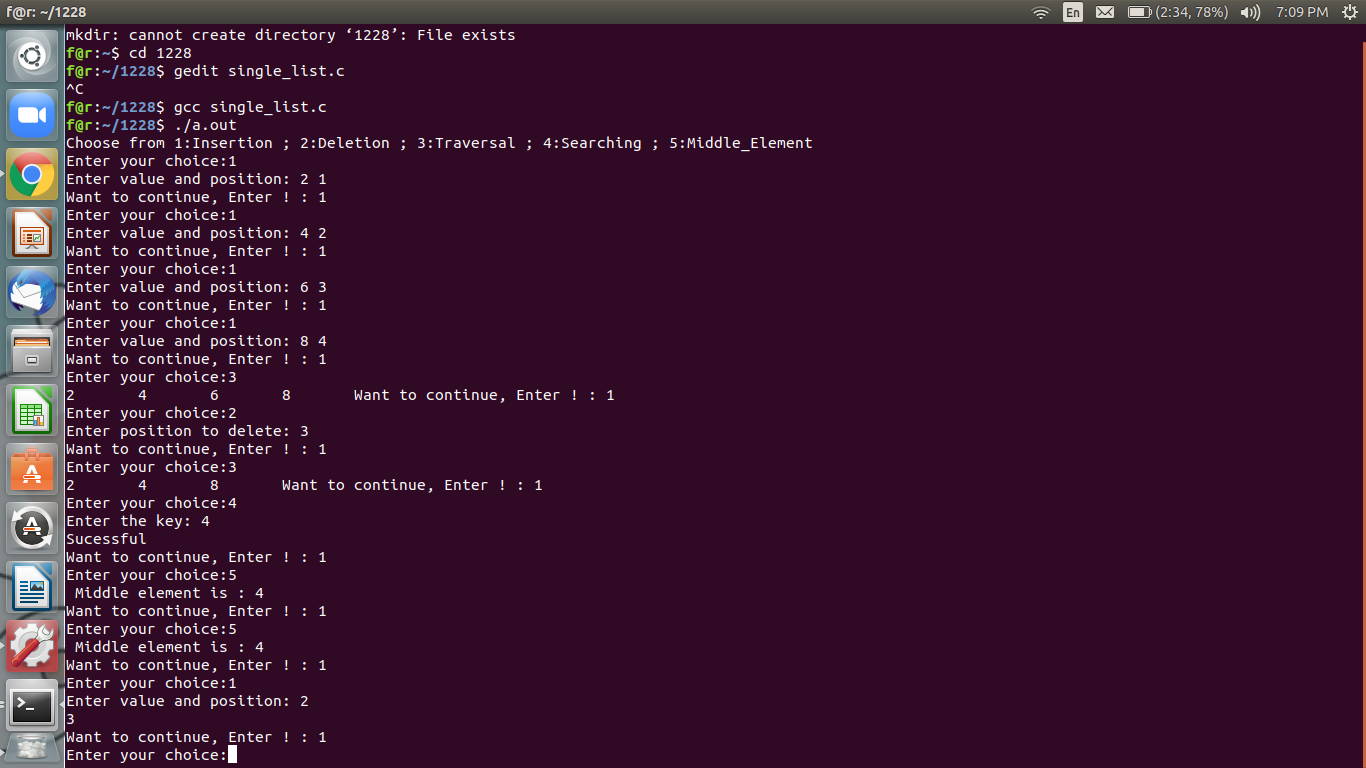 f@r: ~/1228
En
(2:34, 78%)
7:09 PM
mkdir: cannot create directory ‘1228’: File exists
f@r:~$ cd 1228
f@r:~/1228$ gedit single_list.c
^C
f@r:~/1228$ gcc single_list.c
f@r:~/1228$ ./a.out
Choose from 1:Insertion ; 2:Deletion ; 3:Traversal ; 4:Searching ; 5:Middle_Element
Enter your choice:1
Enter value and position: 2 1
Want to continue, Enter ! : 1
Enter your choice:1
Enter value and position: 4 2
Want to continue, Enter ! : 1
Enter your choice:1
Enter value and position: 6 3
Want to continue, Enter ! : 1
Enter your choice:1
Enter value and position: 8 4
Want to continue, Enter ! : 1
Enter your choice:3
2       4       6       8       Want to continue, Enter ! : 1
Enter your choice:2
Enter position to delete: 3
Want to continue, Enter ! : 1
Enter your choice:3
2       4       8       Want to continue, Enter ! : 1
Enter your choice:4
Enter the key: 4
Sucessful
Want to continue, Enter ! : 1
Enter your choice:5
 Middle element is : 4
Want to continue, Enter ! : 1
Enter your choice:5
 Middle element is : 4
Want to continue, Enter ! : 1
Enter your choice:1
Enter value and position: 2
3
Want to continue, Enter ! : 1
Enter your choice: